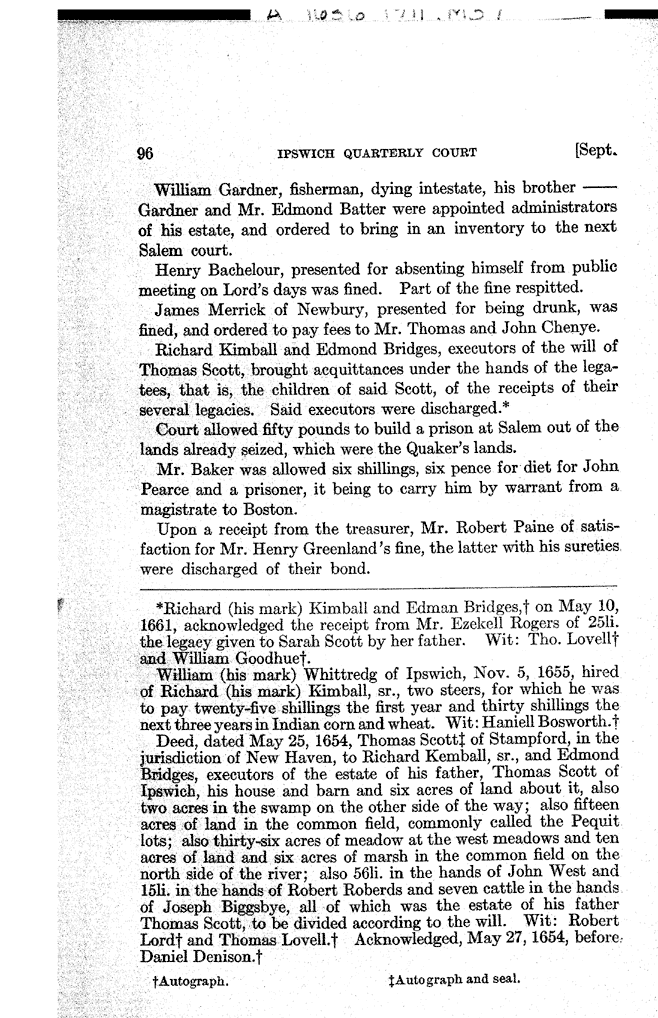 96 IPSWICH QUARTERLY COURT [Sept.
William Gardner, fisherman, dying intestate, his brother ——
Gardner and Mr. Edmond Batter were appointed administrators
of his estate, and ordered to bring in an inventory to the next
Salem court.
Henry Bachelour, presented for absenting himself from public
meeting on Lord's days was fined. Part of the fine respitted.
James Merrick of Newbury, presented for being drunk, was
fined, and ordered to pay fees to Mr. Thomas and John Chenye.
Richard Kimball and Edmond Bridges, executors of the will of
Thomas Scott, brought acquittances under the hands of the lega-
tees, that is, the children of said Scott, of the receipts of their
several legacies. Said executors were discharged.*
Court allowed fifty pounds to build a prison at Salem out of the
lands already seized, which were the Quaker's lands.
Mr. Baker was allowed six shillings, six pence for diet for John
Pearce and a prisoner, it being to carry him by warrant from a
magistrate to Boston.
Upon a receipt from the treasurer, Mr. Robert Paine of satis-
faction for Mr. Henry Greenland's fine, the latter with his sureties
were discharged of their bond.
*Richard (his mark) Kimball and Edman Bridges,† on May 10,
1661, acknowledged the receipt from Mr. Ezekell Rogers of 25li.
the legacy given to Sarah Scott by her father. Wit: Tho. Lovell†
and William Goodhue†.
William (his mark) Whittredg of Ipswich, Nov. 5, 1655, hired
of Richard (his mark) Kimball, sr., two steers, for which he was
to pay twenty-five shillings the first year and thirty shillings the
next three years in Indian corn and wheat. Wit: Haniell Bosworth.†
Deed, dated May 25, 1654, Thomas Scott‡ of Stampford, in the
jurisdiction of New Haven, to Richard Kemball, sr., and Edmond
Bridges, executors of the estate of his father, Thomas Scott of
Ipswich, his house and barn and six acres of land about it, also
two acres in the swamp on the other side of the way; also fifteen
acres of land in the common field, commonly called the Pequit
lots; also thirty-six acres of meadow at the west meadows and ten
acres of land and six acres of marsh in the common field on the
north side of the river; also 56li. in the hands of John West and
15li. in the hands of Robert Roberds and seven cattle in the hands
of Joseph Biggsbye, all of which was the estate of his father
Thomas Scott, to be divided according to the will. Wit: Robert
Lord† and Thomas Lovell.† Acknowledged, May 27, 1654, before
Daniel Denison.†
†Autograph. ‡Autograph and seal.